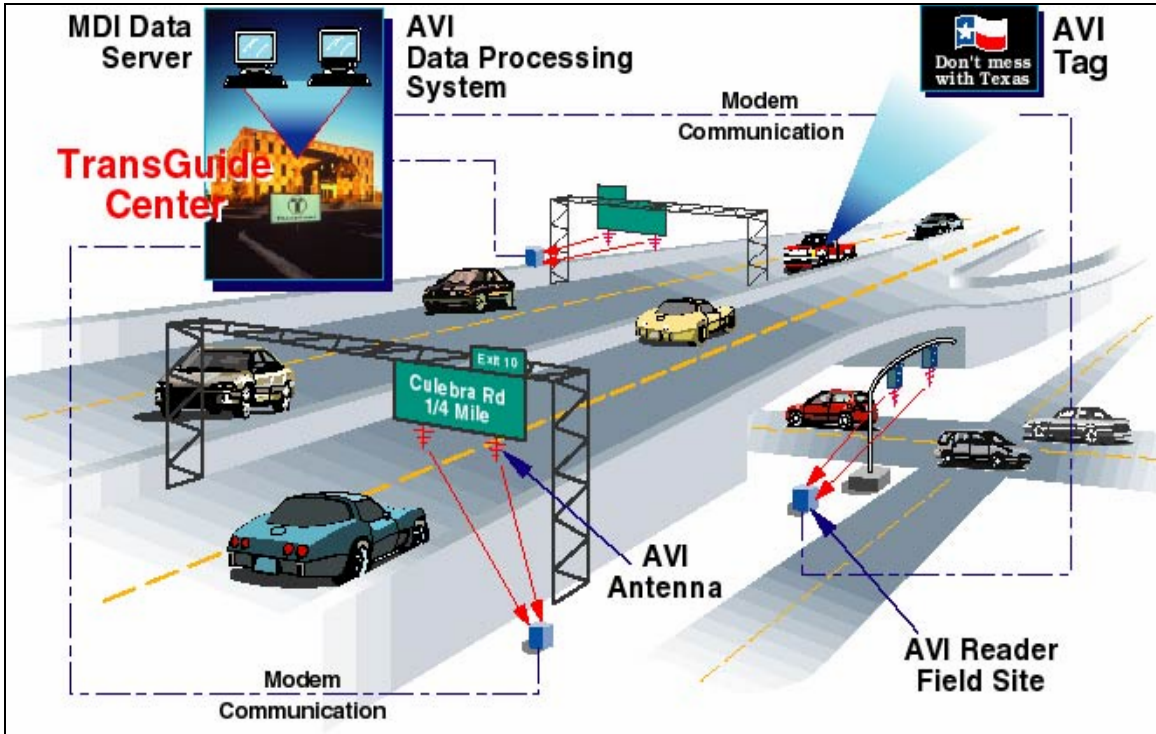 MDI Data
Server
AVI
Data Processing
System
Don't mess
with Texas
AVI
Tag
Modem
Communication
TransGuide
Center
Exit 10
Culebra Rd
1/4 Mile
AVI
Antenna
AVI Reader
Field Site
Modem
Communication